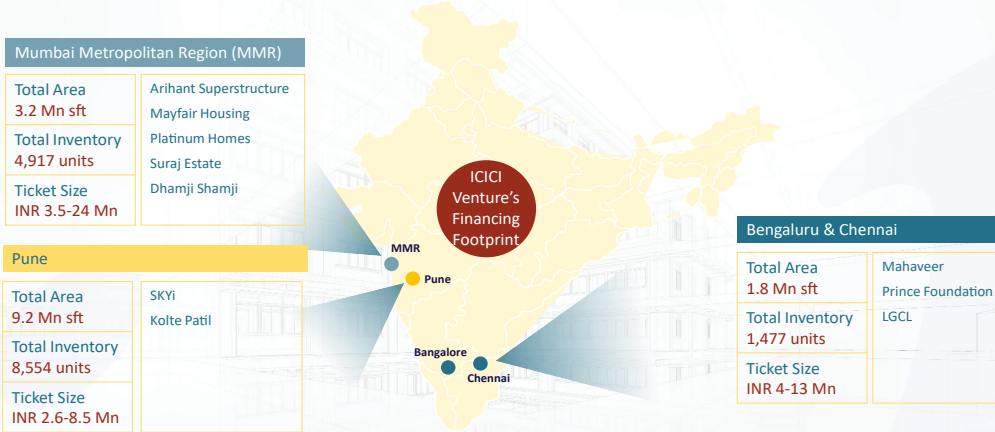 Mumbai Metropolitan Region (MMR)
Total Area
3.2 Mn sft
Total Inventory
4,917 units
Ticket Size
INR 3.5-24 Mn
Arihant Superstructure
Mayfair Housing
Platinum Homes
Suraj Estate
Dhamji Shamji
ICICI
Venture's
Financing
Footprint
MMR
Pune
Bangalore
Chennai
Pune
Total Area
9.2 Mn sft
Total Inventory
8,554 units
Ticket Size
INR 2.6-8.5 Mn
SKYi
Kolte Patil
Bengaluru & Chennai
Total Area
1.8 Mn sft
Total Inventory
1,477 units
Ticket Size
INR 4-13 Mn
Mahaveer
Prince Foundation
LGCL